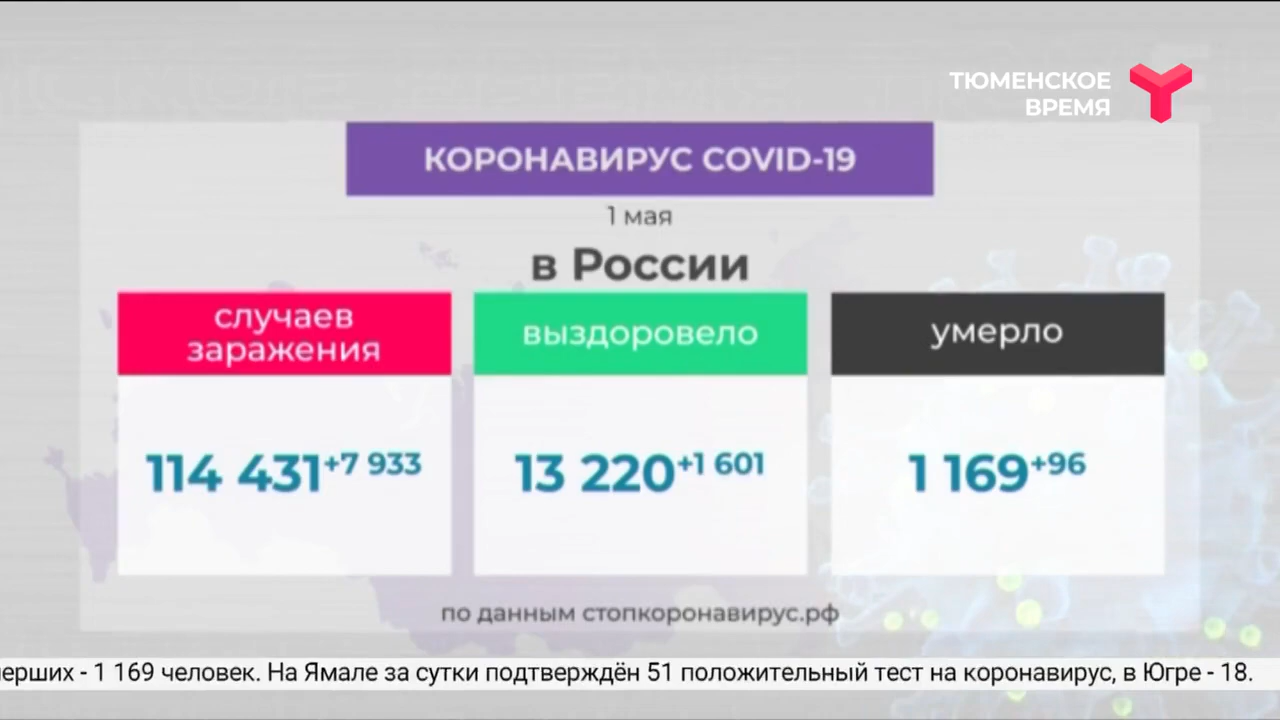 ТЮМЕНСКОЕ
ВРЕМЯ
КОРОНАВИРУС COVID-19
1 мая
в России
случаев
заражения
114 431+7 933
выздоровело
13 220+1 601
умерло
1 169+96
по данным стопкоронавирус.рф
ерших - 1 169 человек. На Ямале за сутки подтверждён 51 положительный тест на коронавирус, в Югре - 18.